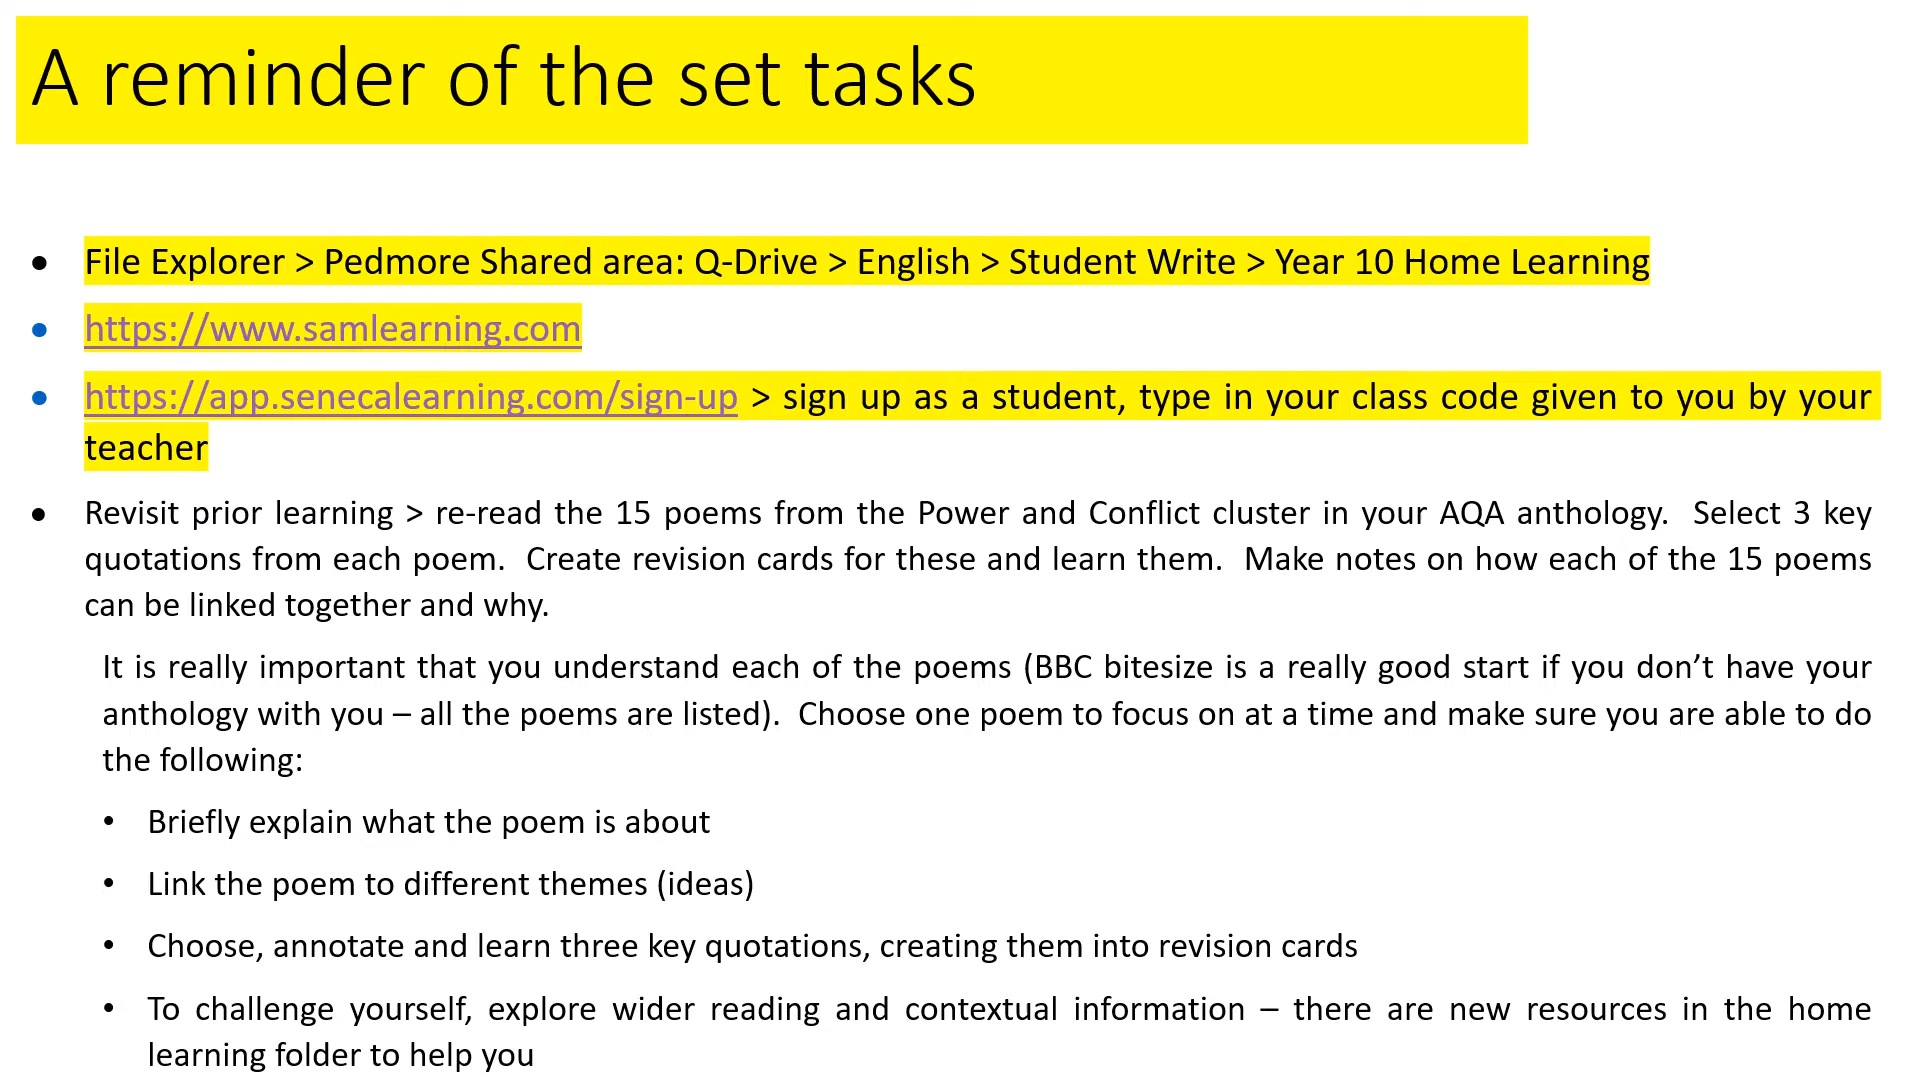 A reminder of the set tasks
• File Explorer > Pedmore Shared area: Q-Drive > English > Student Write > Year 10 Home Learning
• https://www.samlearning.com
• https://app.senecalearning.com/sign-up > sign up as a student, type in your class code given to you by your
teacher
• Revisit prior learning > re-read the 15 poems from the Power and Conflict cluster in your AQA anthology.  Select 3 key
quotations from each poem.  Create revision cards for these and learn them.  Make notes on how each of the 15 poems
can be linked together and why.
It is really important that you understand each of the poems (BBC bitesize is a really good start if you don’t have your
anthology with you – all the poems are listed).  Choose one poem to focus on at a time and make sure you are able to do
the following:
• Briefly explain what the poem is about
• Link the poem to different themes (ideas)
• Choose, annotate and learn three key quotations, creating them into revision cards
• To challenge yourself, explore wider reading and contextual information – there are new resources in the home
learning folder to help you